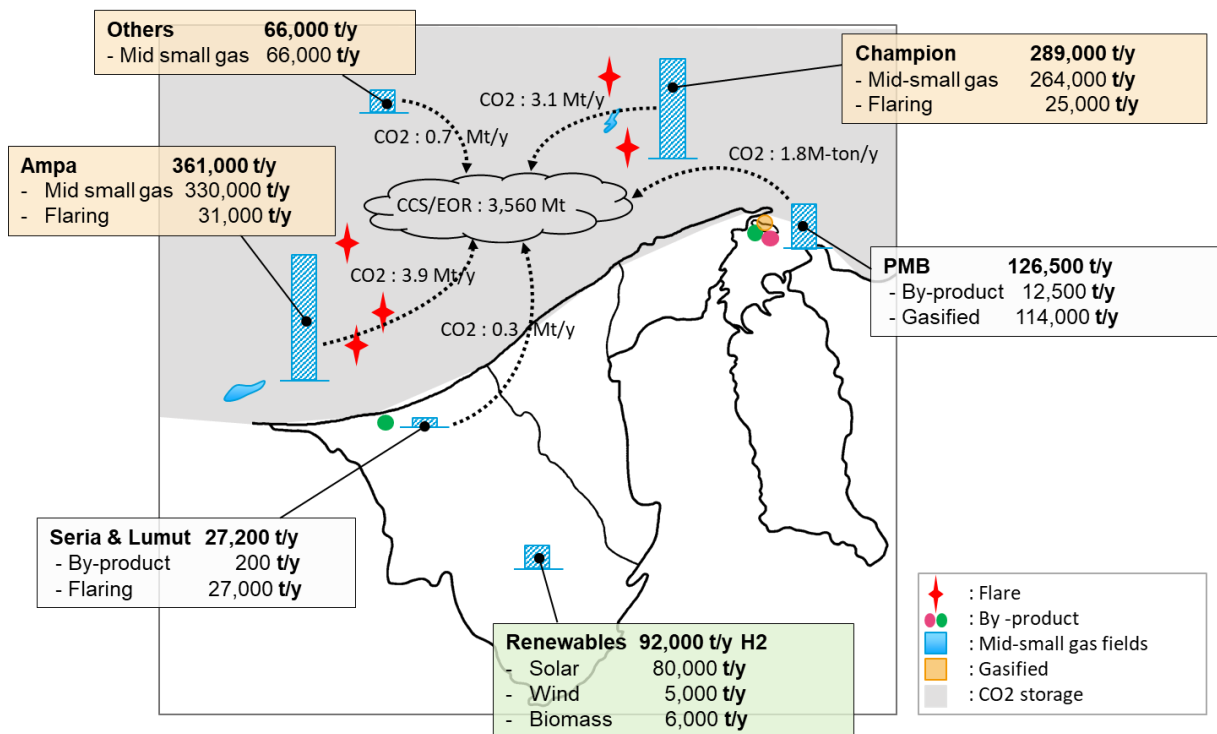 Others 66,000 t/y
- Mid small gas 66,000 t/y
Champion 289,000 t/y
- Mid-small gas 264,000 t/y
- Flaring 25,000 t/y
CO2 : 3.1 Mt/y
CO2 : 0.7 Mt/y
CO2 : 1.8M-ton/y
Ampa 361,000 t/y
- Mid small gas 330,000 t/y
- Flaring 31,000 t/y
CCS/EOR : 3,560 Mt
CO2 : 3.9 Mt/y
CO2 : 0.3 Mt/y
PMB 126,500 t/y
- By-product 12,500 t/y
- Gasified 114,000 t/y
Seria & Lumut 27,200 t/y
- By-product 200 t/y
- Flaring 27,000 t/y
Renewables 92,000 t/y H2
- Solar 80,000 t/y
- Wind 5,000 t/y
- Biomass 6,000 t/y
: Flare
: By -product
: Mid-small gas fields
: Gasified
: CO2 storage